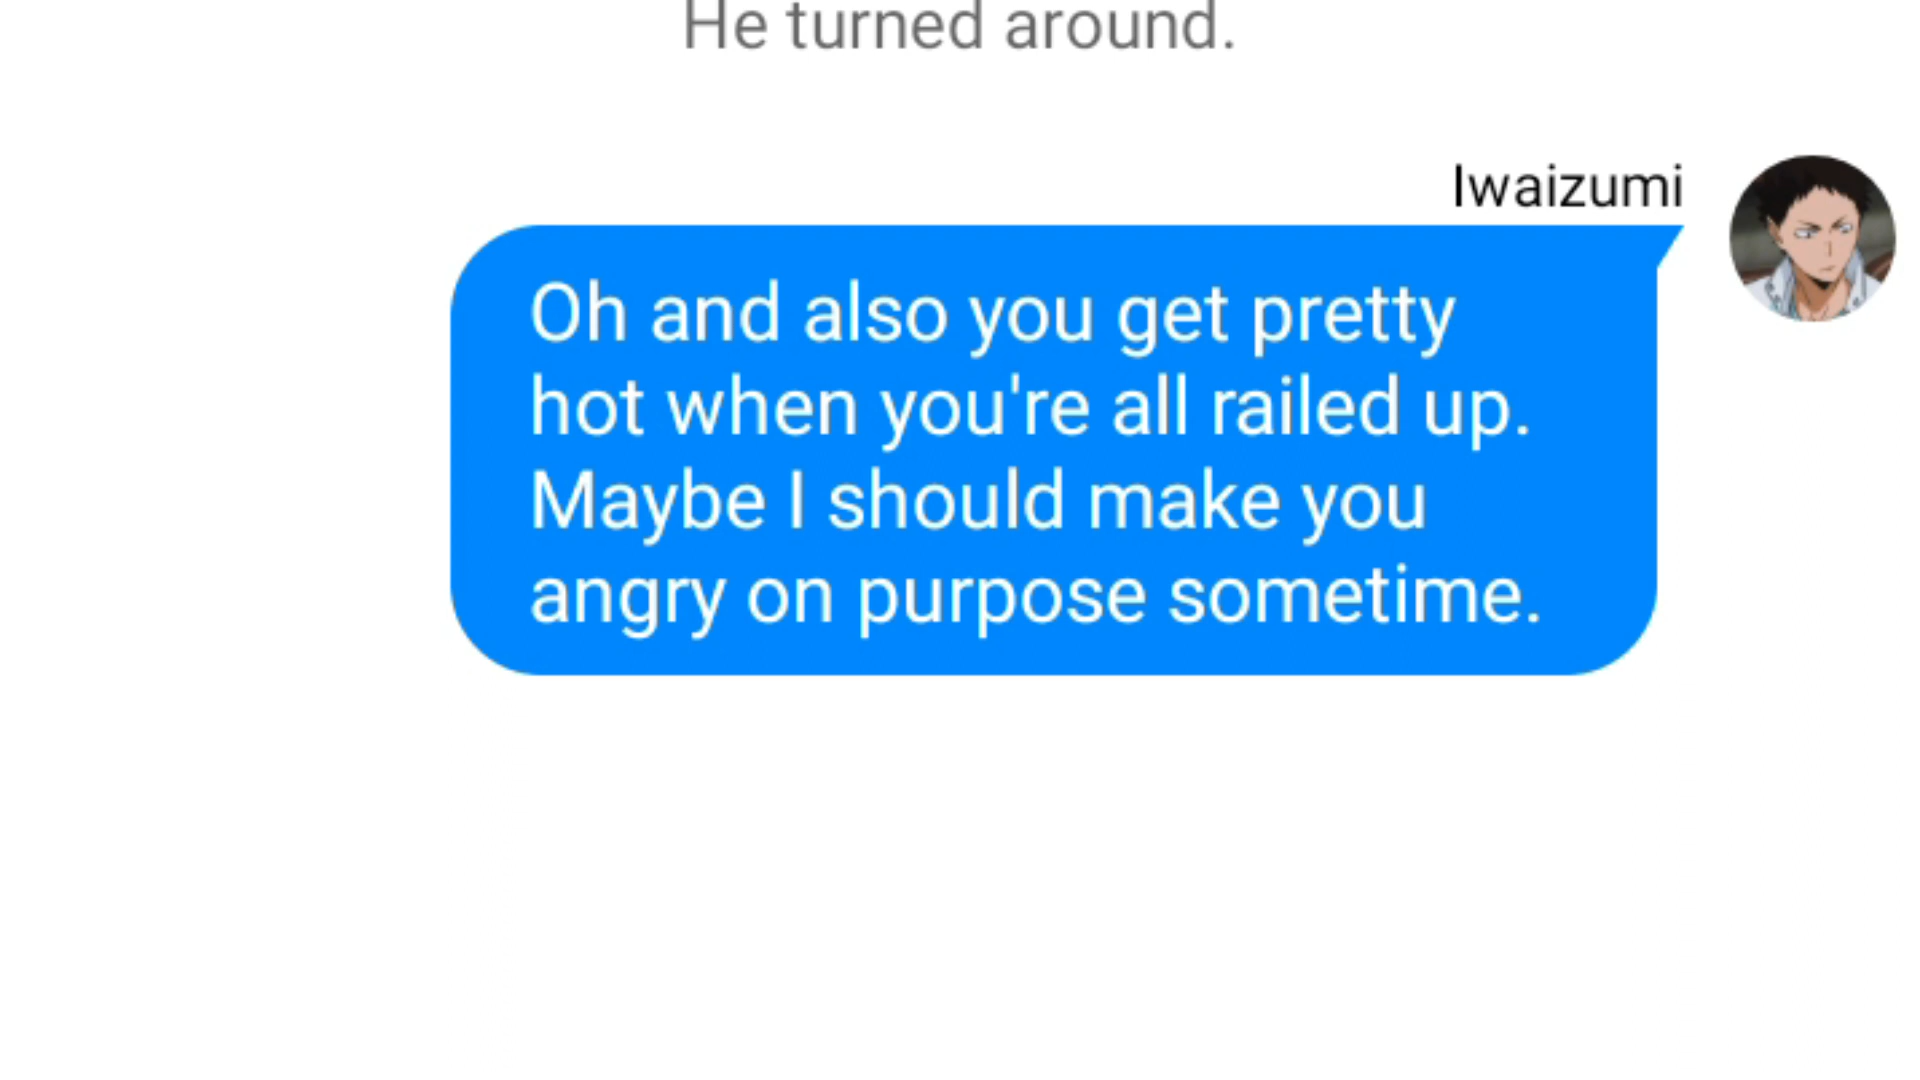 He turned around.
Iwaizumi
Oh and also you get pretty
hot when you're all railed up.
Maybe I should make you
angry on purpose sometime.